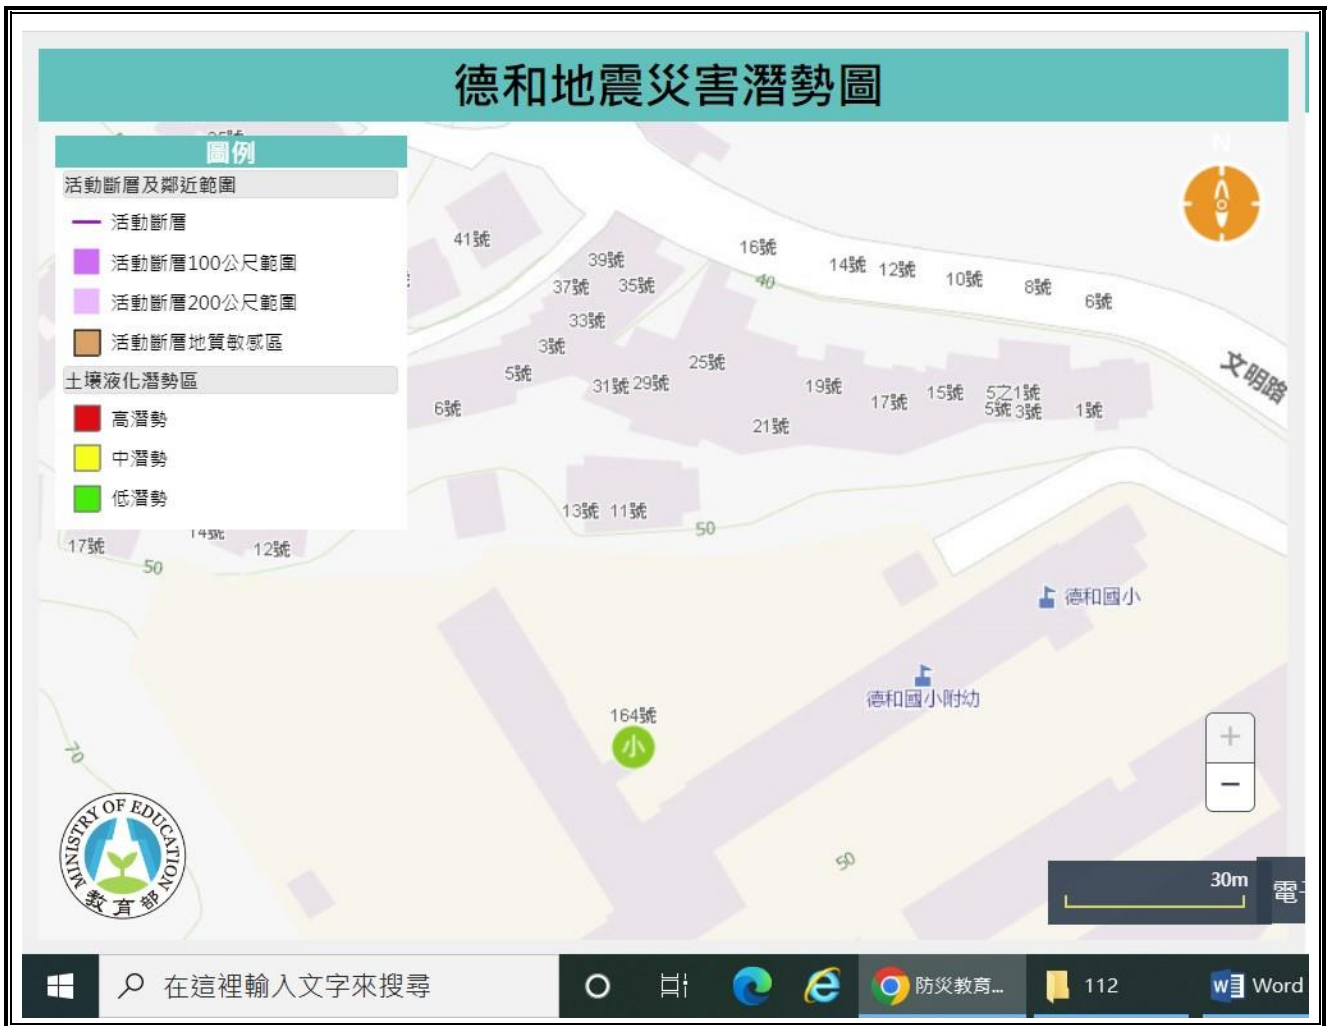 德和地震災害潛勢圖
圖例
活動斷層及鄰近範圍
活動斷層
活動斷層100公尺範圍
活動斷層200公尺範圍
活動斷層地質敏感區
土壤液化潛勢區
高潛勢
中潛勢
低潛勢
N
41號
39號
37號 35號
33號
3號
5號
6號
31號 29號
25號
16號
40
14號 12號
10號
8號
6號
文明路
19號
17號
15號
5之1號
5號 3號
1號
21號
13號 11號
50
17號
14號
12號
50
德和國小
德和國小附幼
164號
小
70
50
MINISTRY OF EDUCATION
教育部
+
−
30m
在這裡輸入文字來搜尋
防災教育...
112
Word